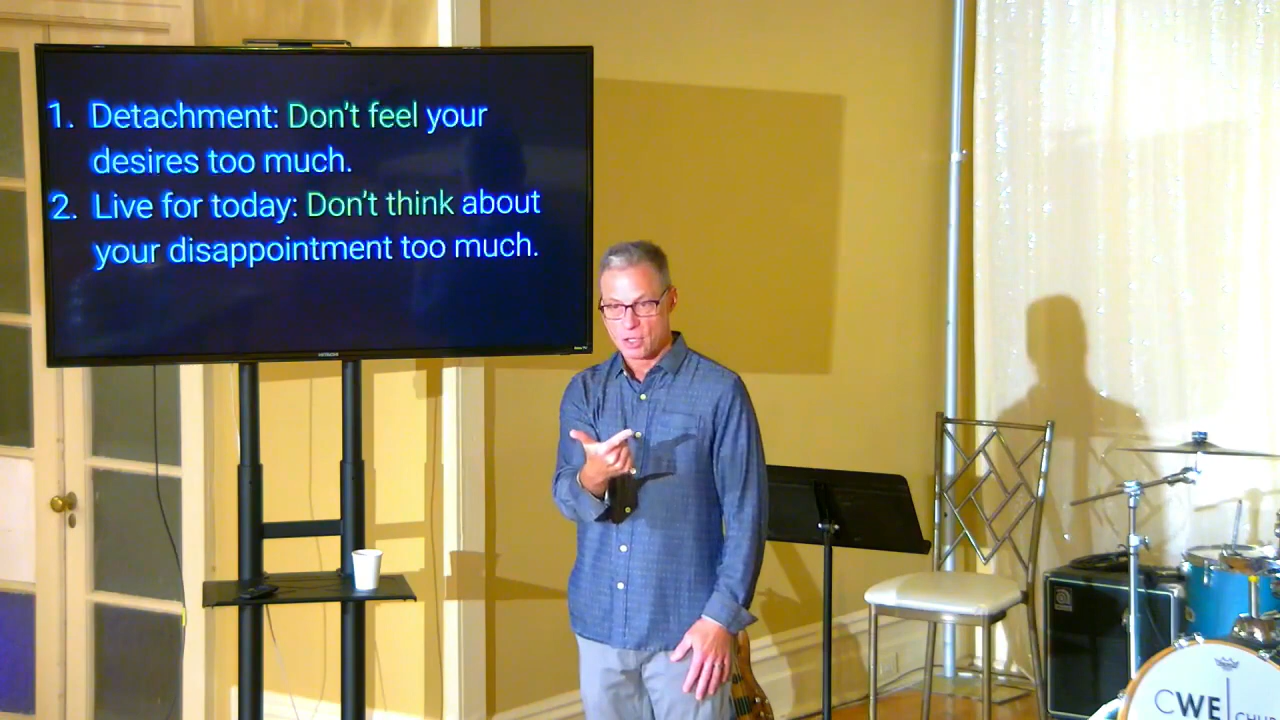 1. Detachment: Don't feel your
desires too much.
2. Live for today: Don't think about
your disappointment too much.
HITACHI
CWE